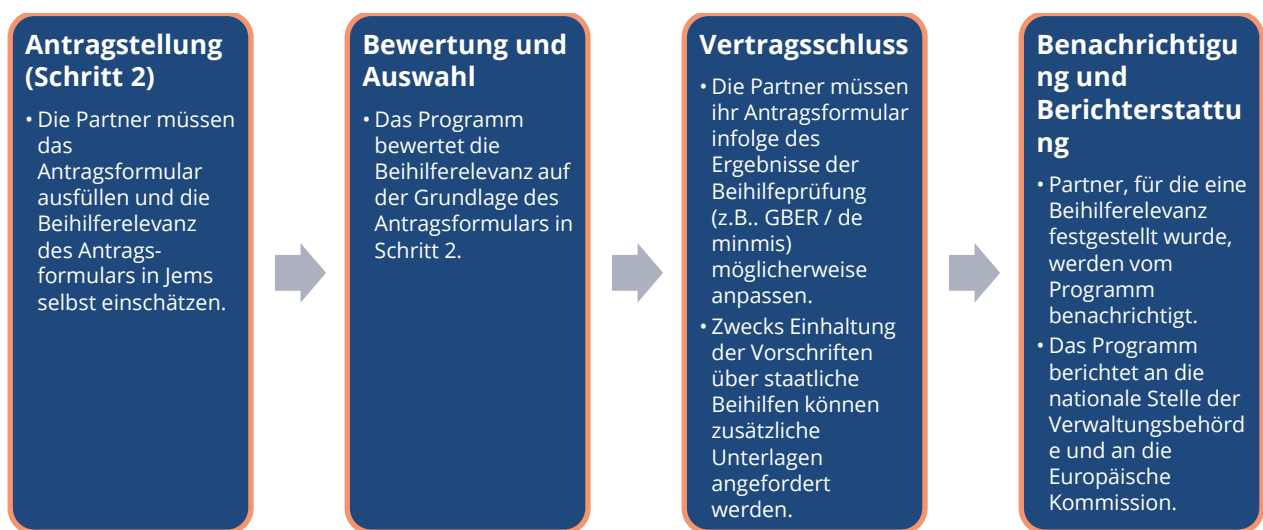 Antragstellung
(Schritt 2)
• Die Partner müssen
das
Antragsformular
ausfüllen und die
Beihilferelevanz
des Antrags-
formulars in Jems
selbst einschätzen.
Bewertung und
Auswahl
• Das Programm
bewertet die
Beihilferelevanz auf
der Grundlage des
Antragsformulars in
Schritt 2.
Vertragsschluss
• Die Partner müssen
ihr Antragsformular
infolge des
Ergebnisse der
Beihilfeprüfung
(z.B.. GBER / de
minmis)
möglicherweise
anpassen.
• Zwecks Einhaltung
der Vorschriften
über staatliche
Beihilfen können
zusätzliche
Unterlagen
angefordert
werden.
Benachrichtigu
ng und
Berichterstattu
ng
• Partner, für die eine
Beihilferelevanz
festgestellt wurde,
werden vom
Programm
benachrichtigt.
• Das Programm
berichtet an die
nationale Stelle der
Verwaltungsbehörd
e und an die
Europäische
Kommission.